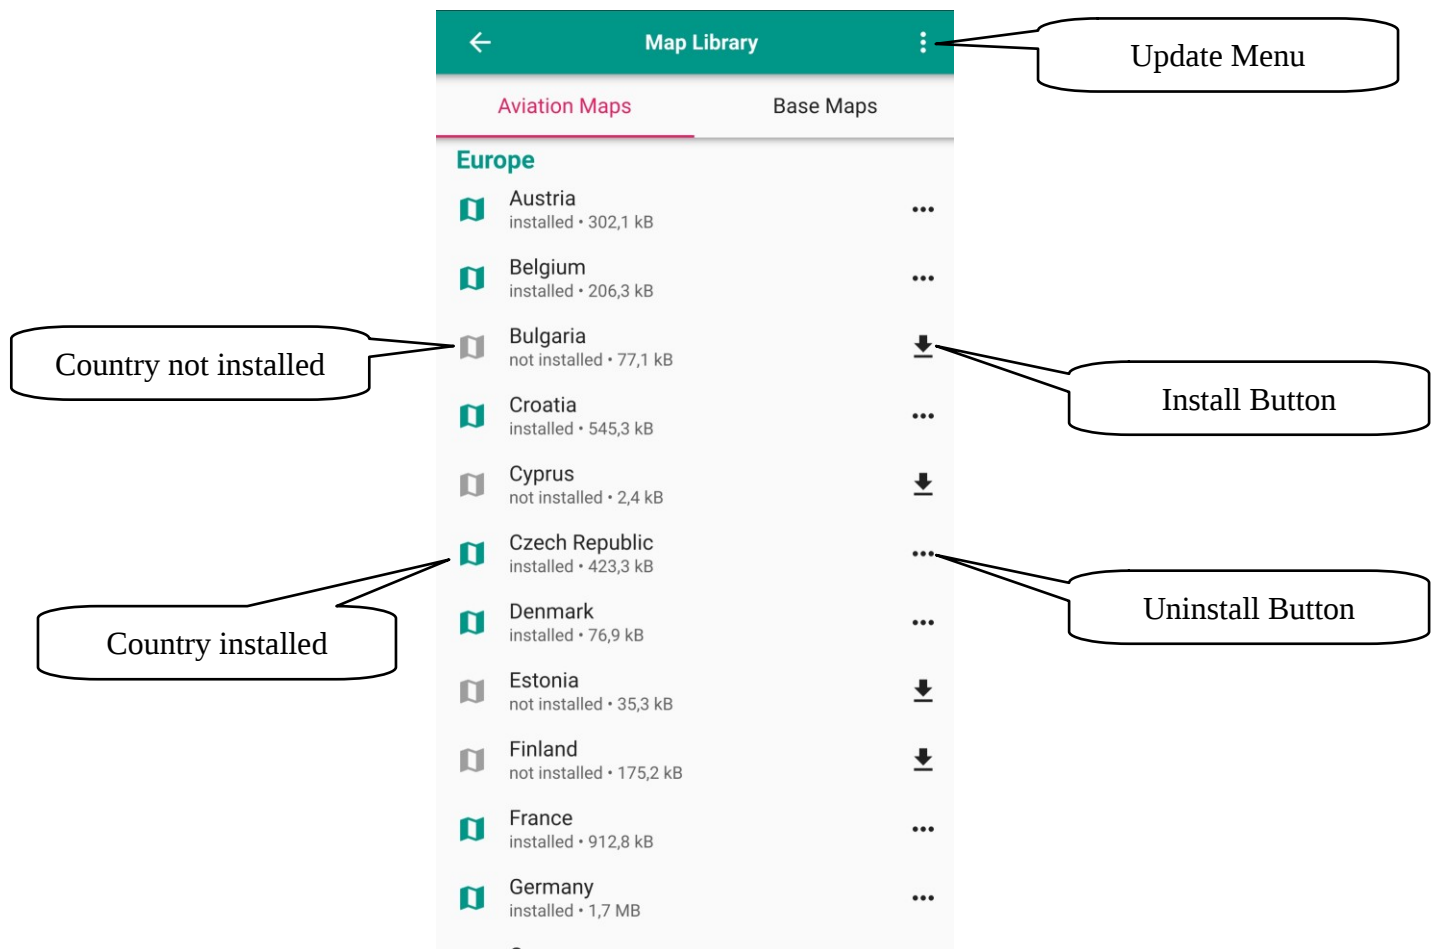 Map Library
Update Menu
Aviation Maps
Base Maps
Europe
Austria
installed • 302,1 kB
Belgium
installed • 206,3 kB
Country not installed
Bulgaria
not installed • 77,1 kB
Install Button
Croatia
installed • 545,3 kB
Cyprus
not installed • 2,4 kB
Czech Republic
installed • 423,3 kB
Uninstall Button
Country installed
Denmark
installed • 76,9 kB
Estonia
not installed • 35,3 kB
Finland
not installed • 175,2 kB
France
installed • 912,8 kB
Germany
installed • 1,7 MB